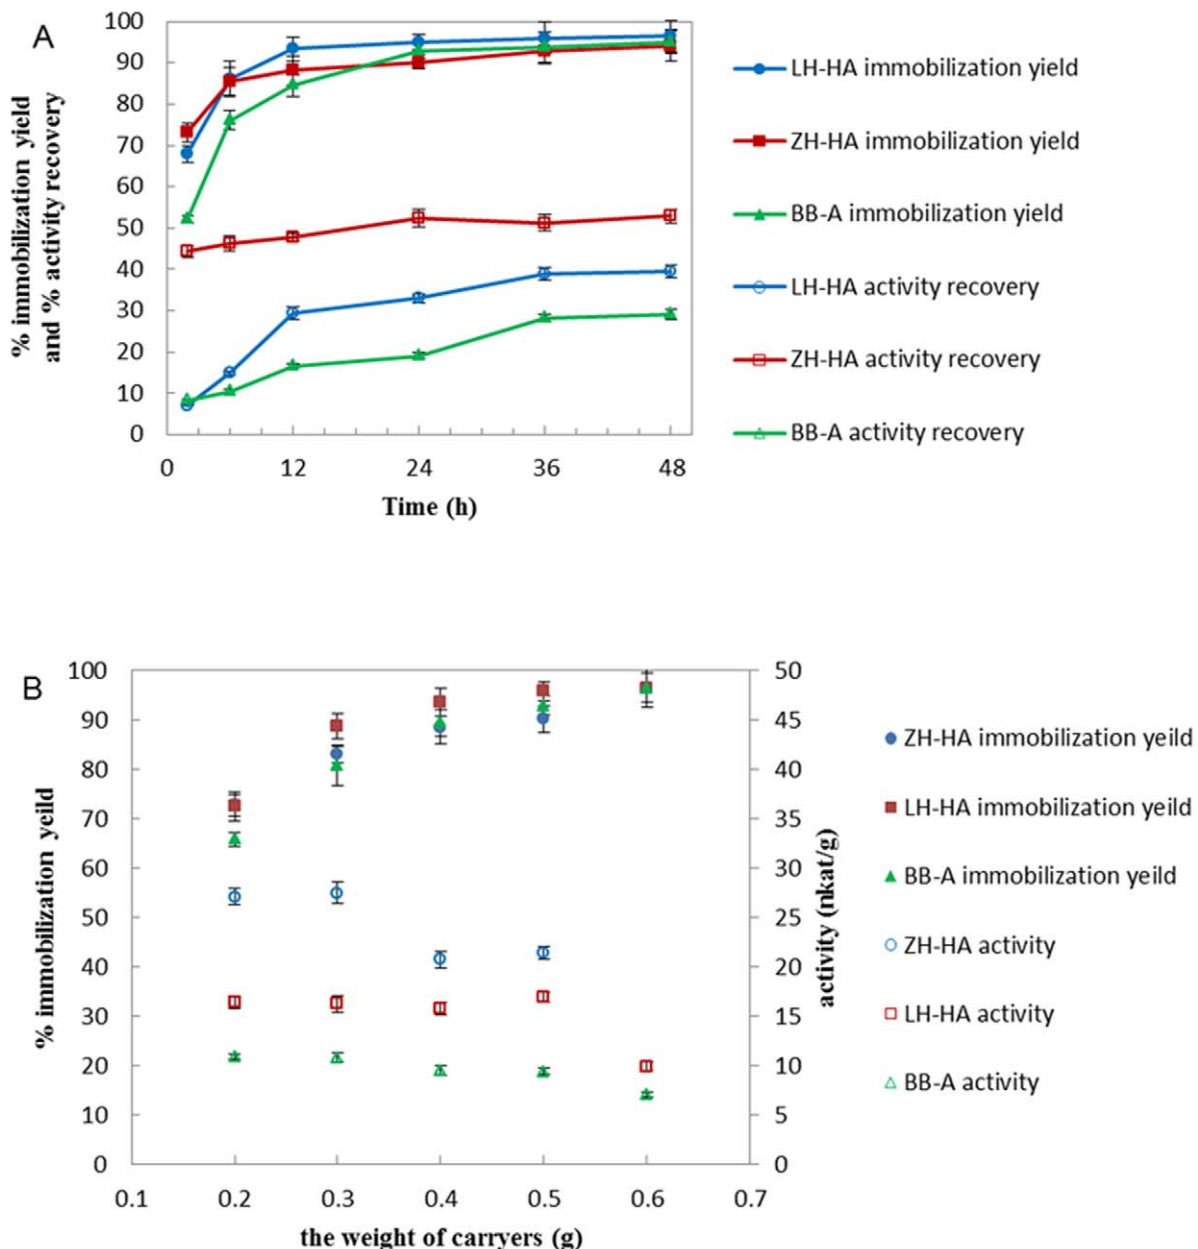 A
% immobilization yield
and % activity recovery
100
90
80
70
60
50
40
30
20
10
0
0 12 24 36 48
Time (h)
LH-HA immobilization yield
ZH-HA immobilization yield
BB-A immobilization yield
LH-HA activity recovery
ZH-HA activity recovery
BB-A activity recovery
B
% immobilization yeild
100
90
80
70
60
50
40
30
20
10
0
0.1 0.2 0.3 0.4 0.5 0.6 0.7
the weight of carryers (g)
50
45
40
35
30
25
20
15
10
5
0
activity (nkat/g)
ZH-HA immobilization yeild
LH-HA immobilization yeild
BB-A immobilization yeild
ZH-HA activity
LH-HA activity
BB-A activity